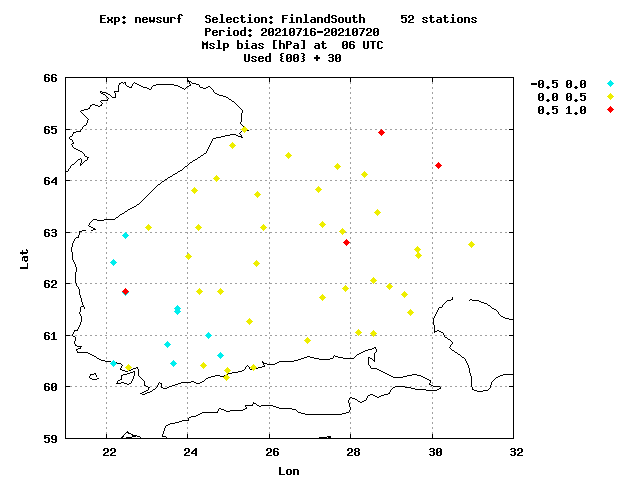 Exp: newsurf   Selection: FinlandSouth     52 stations
Period: 20210716-20210720
Mslp bias [hPa] at  06 UTC
Used {00} + 30
-0.5 0.0
0.0 0.5
0.5 1.0
66
65
64
63
62
61
60
59
Lat
22 24 26 28 30 32
Lon